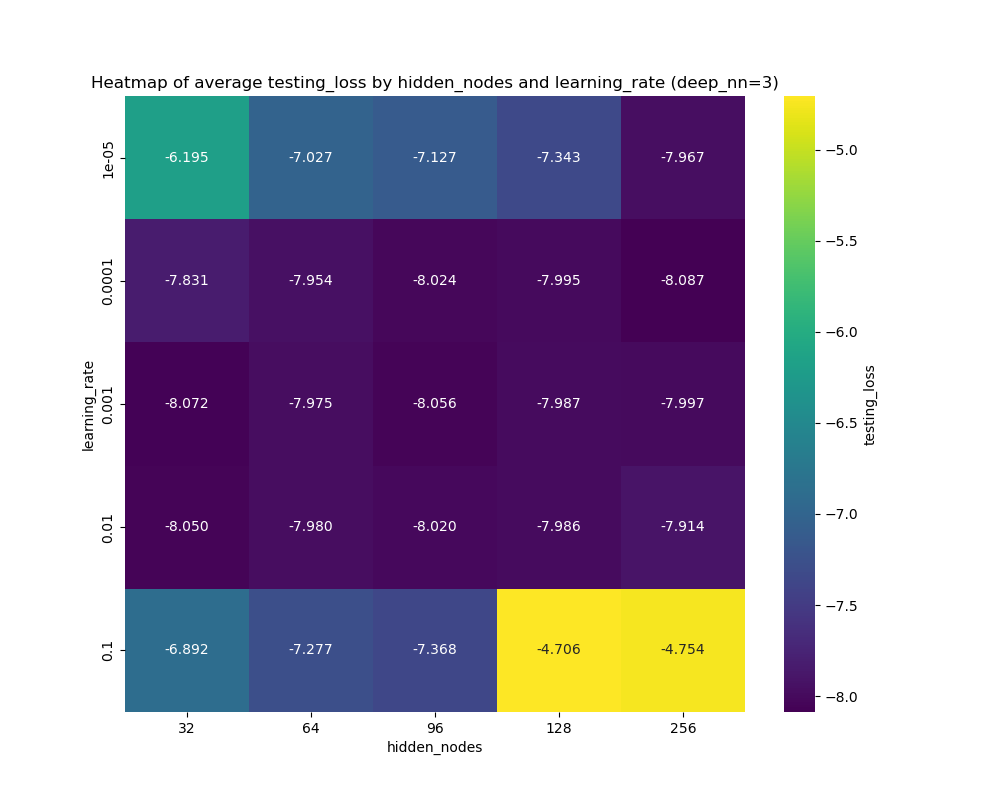 Heatmap of average testing_loss by hidden_nodes and learning_rate (deep_nn=3)
1e-05 -6.195 -7.027 -7.127 -7.343 -7.967
0.0001 -7.831 -7.954 -8.024 -7.995 -8.087
0.001 -8.072 -7.975 -8.056 -7.987 -7.997
0.01 -8.050 -7.980 -8.020 -7.986 -7.914
0.1 -6.892 -7.277 -7.368 -4.706 -4.754
32 64 96 128 256
hidden_nodes
learning_rate
−5.0
−5.5
−6.0
−6.5
−7.0
−7.5
−8.0
testing_loss